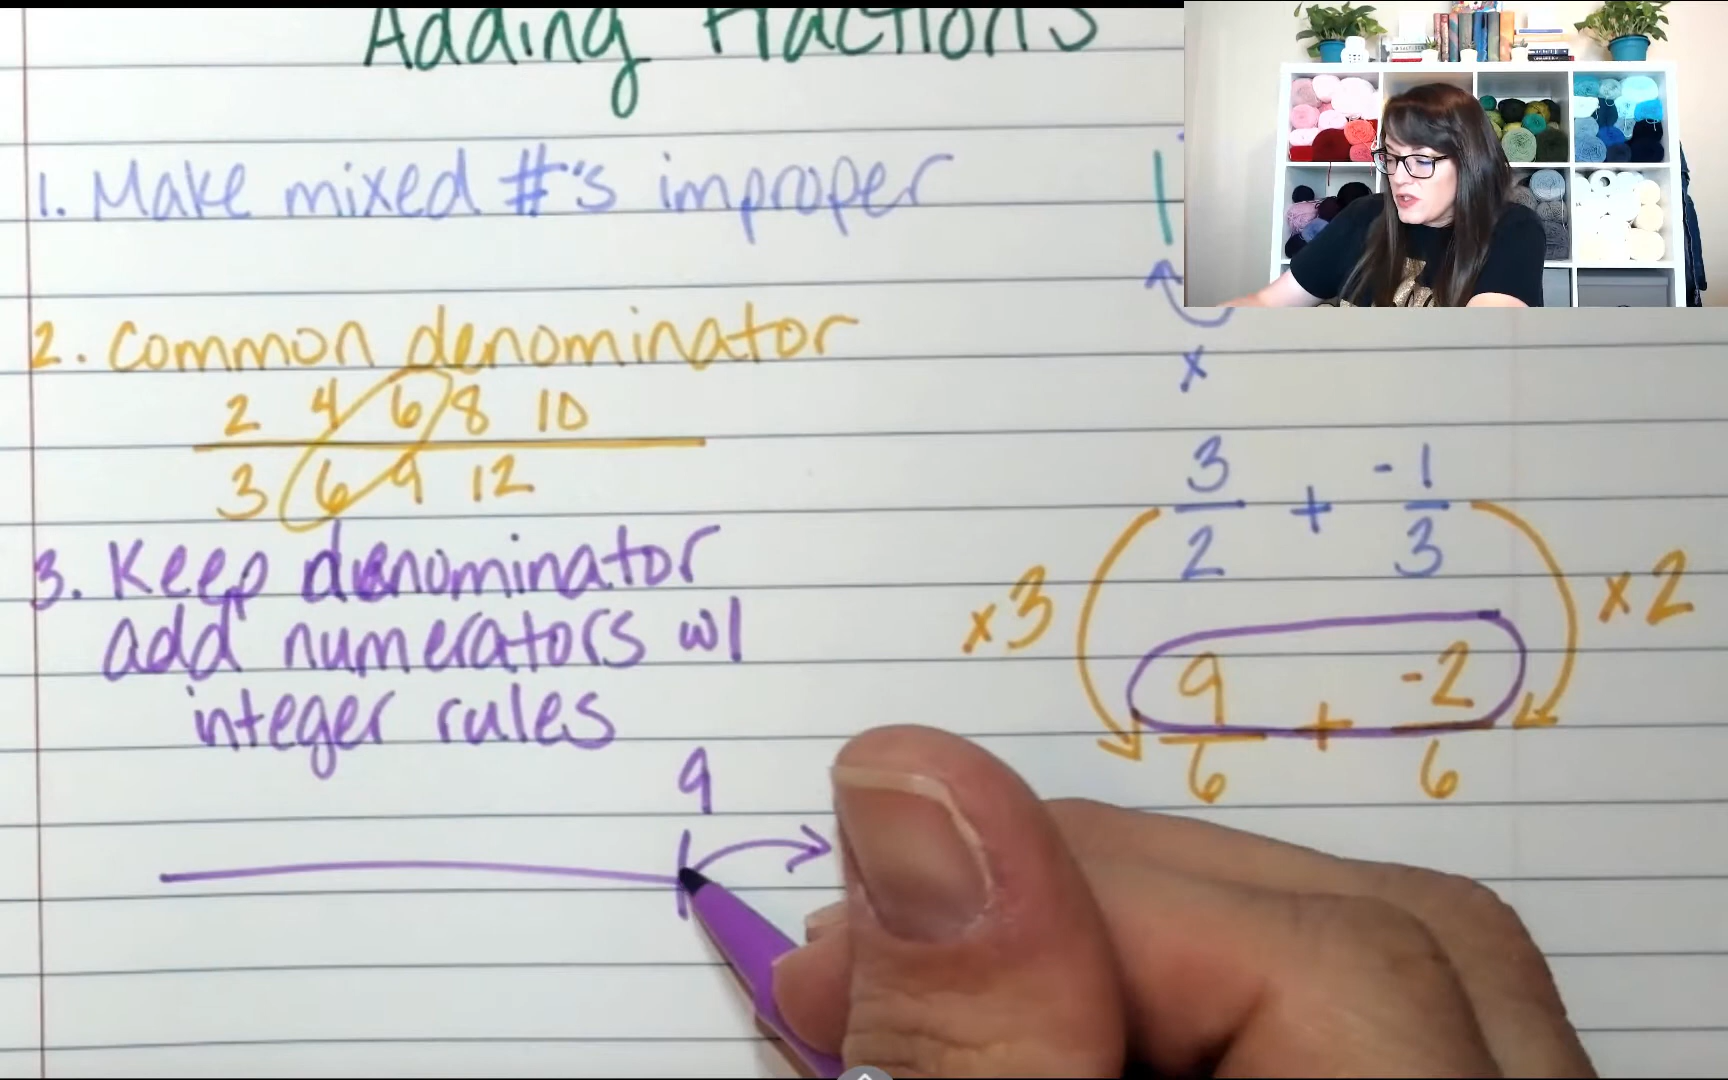 Adding Fractions
1. Make mixed #'s improper
1
x
2. common denominator
2 4 6 8 10
3 6 9 12
3/2 + -1/3
x3
x2
9/6 + -2/6
3. Keep denominator
add numerators w/
integer rules
9